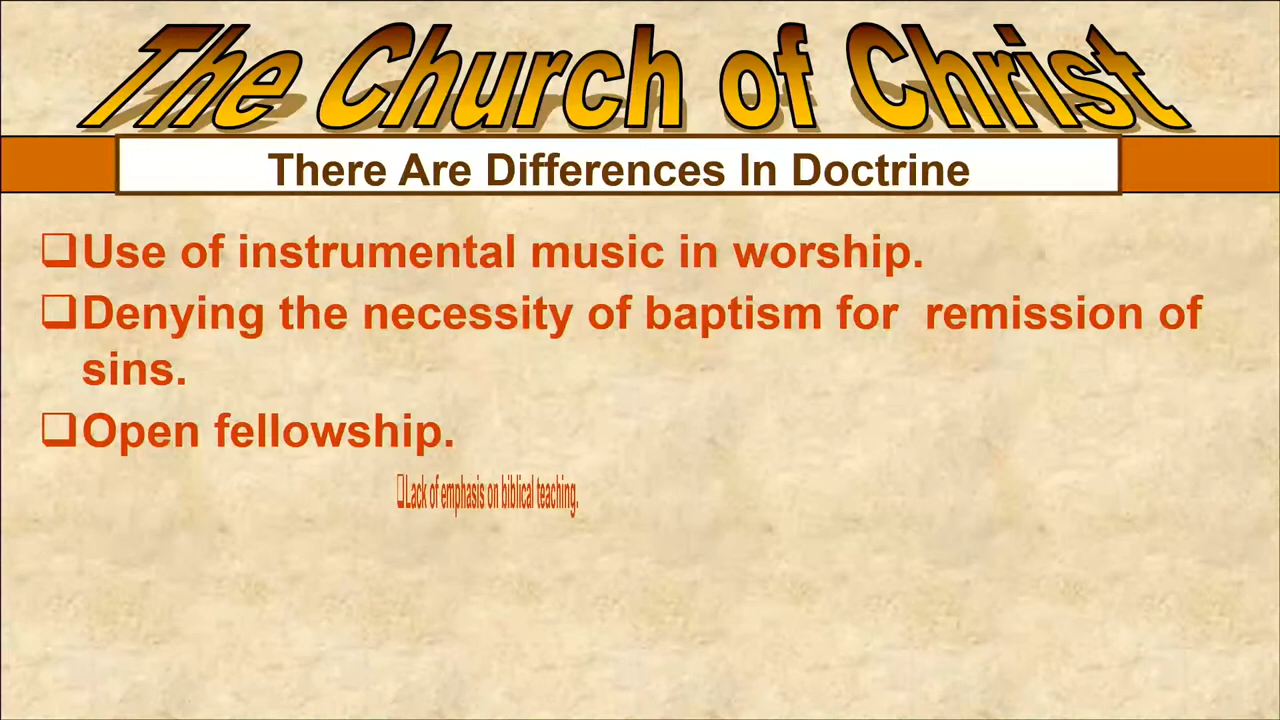 The Church of Christ
There Are Differences In Doctrine
❑Use of instrumental music in worship.
❑Denying the necessity of baptism for remission of
sins.
❑Open fellowship.
❑Lack of emphasis on biblical teaching.